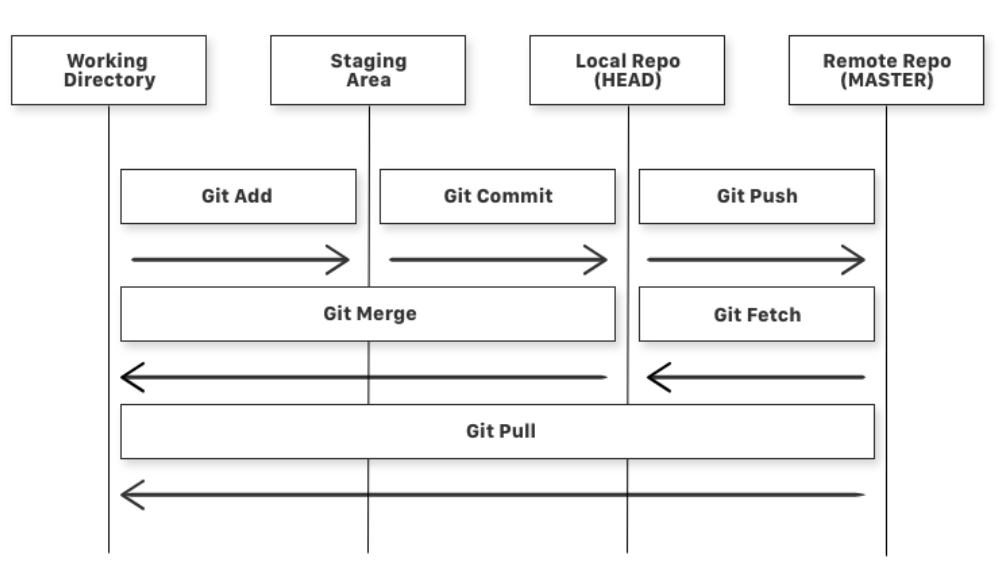 Working
Directory
Staging
Area
Local Repo
(HEAD)
Remote Repo
(MASTER)
Git Add
Git Commit
Git Push
Git Merge
Git Fetch
Git Pull